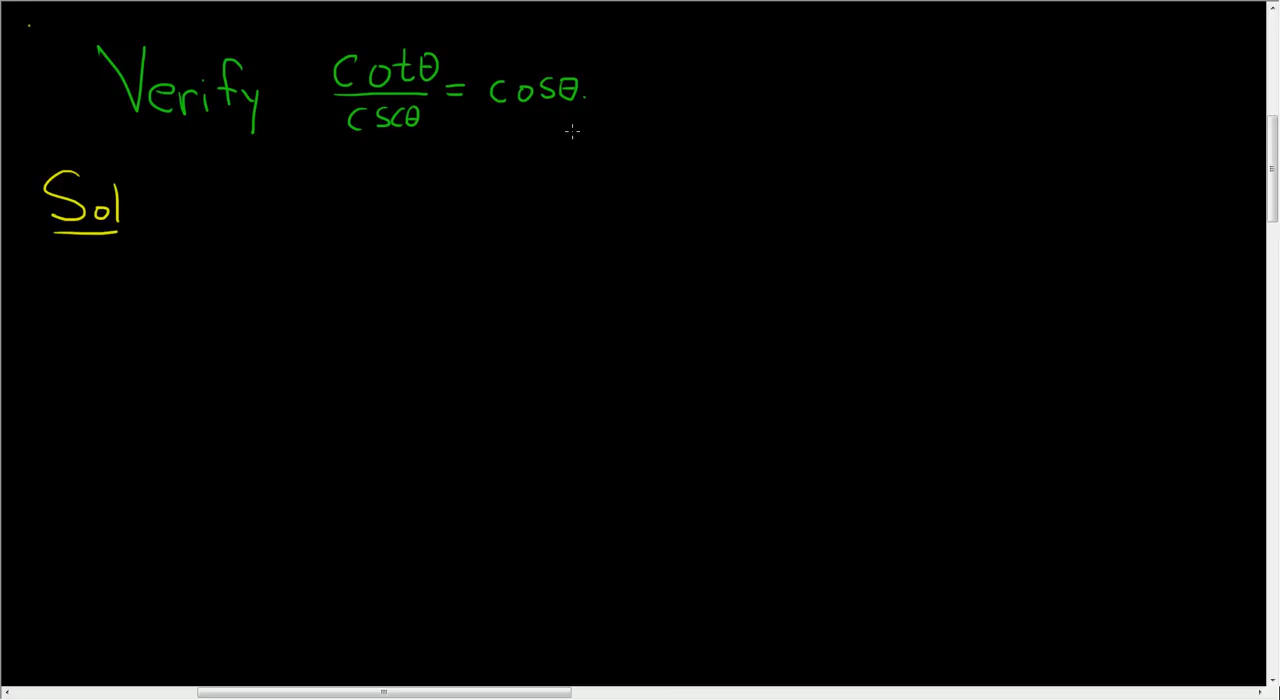 Verify cotθ/cscθ = cosθ.
Sol